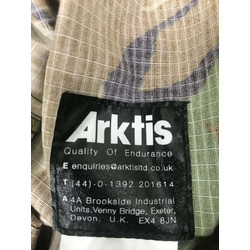 Arktis
Quality Of Endurance
E enquiries@arktisltd.co.uk
T (44)-0-1392 201614
A 4A Brookside Industrial
Units, Venny Bridge, Exeter,
Devon. U.K. EX4 8JN